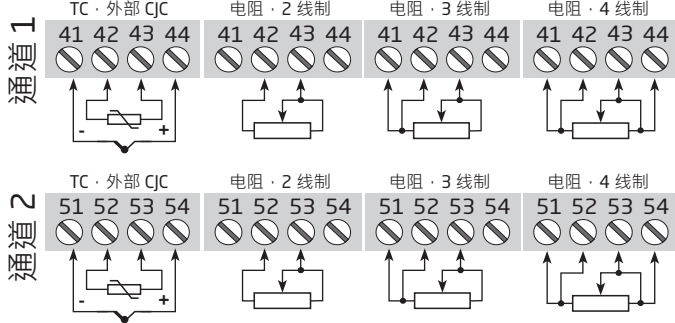 TC · 外部 CJC 电阻 · 2 线制 电阻 · 3 线制 电阻 · 4 线制
通道 1
41 42 43 44 41 42 43 44 41 42 43 44 41 42 43 44
- +
TC · 外部 CJC 电阻 · 2 线制 电阻 · 3 线制 电阻 · 4 线制
通道 2
51 52 53 54 51 52 53 54 51 52 53 54 51 52 53 54
- +